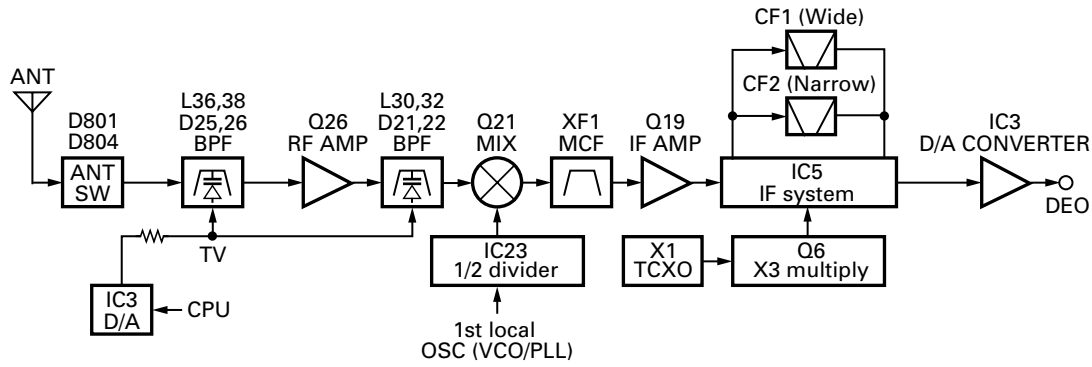 CF1 (Wide)
CF2 (Narrow)
ANT
D801
D804
ANT
SW
L36,38
D25,26
BPF
Q26
RF AMP
L30,32
D21,22
BPF
Q21
MIX
XF1
MCF
Q19
IF AMP
IC5
IF system
IC3
D/A CONVERTER
DEO
TV
IC3
D/A
CPU
IC23
1/2 divider
1st local
OSC (VCO/PLL)
X1
TCXO
Q6
X3 multiply